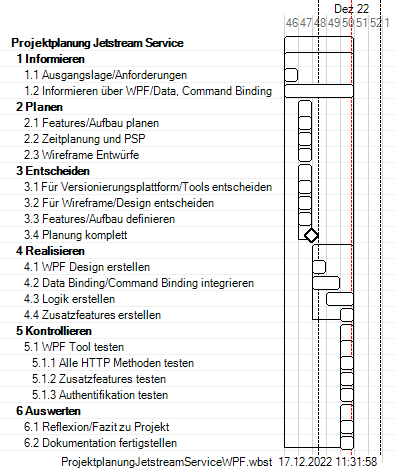 Dez 22
46 47 48 49 50 51 52 1
Projektplanung Jetstream Service
1 Informieren
1.1 Ausgangslage/Anforderungen
1.2 Informieren über WPF/Data, Command Binding
2 Planen
2.1 Features/Aufbau planen
2.2 Zeitplanung und PSP
2.3 Wireframe Entwürfe
3 Entscheiden
3.1 Für Versionierungsplattform/Tools entscheiden
3.2 Für Wireframe/Design entscheiden
3.3 Features/Aufbau definieren
3.4 Planung komplett
4 Realisieren
4.1 WPF Design erstellen
4.2 Data Binding/Command Binding integrieren
4.3 Logik erstellen
4.4 Zusatzfeatures erstellen
5 Kontrollieren
5.1 WPF Tool testen
5.1.1 Alle HTTP Methoden testen
5.1.2 Zusatzfeatures testen
5.1.3 Authentifikation testen
6 Auswerten
6.1 Reflexion/Fazit zu Projekt
6.2 Dokumentation fertigstellen
ProjektplanungJetstreamServiceWPF.wbst 17.12.2022 11:31:58